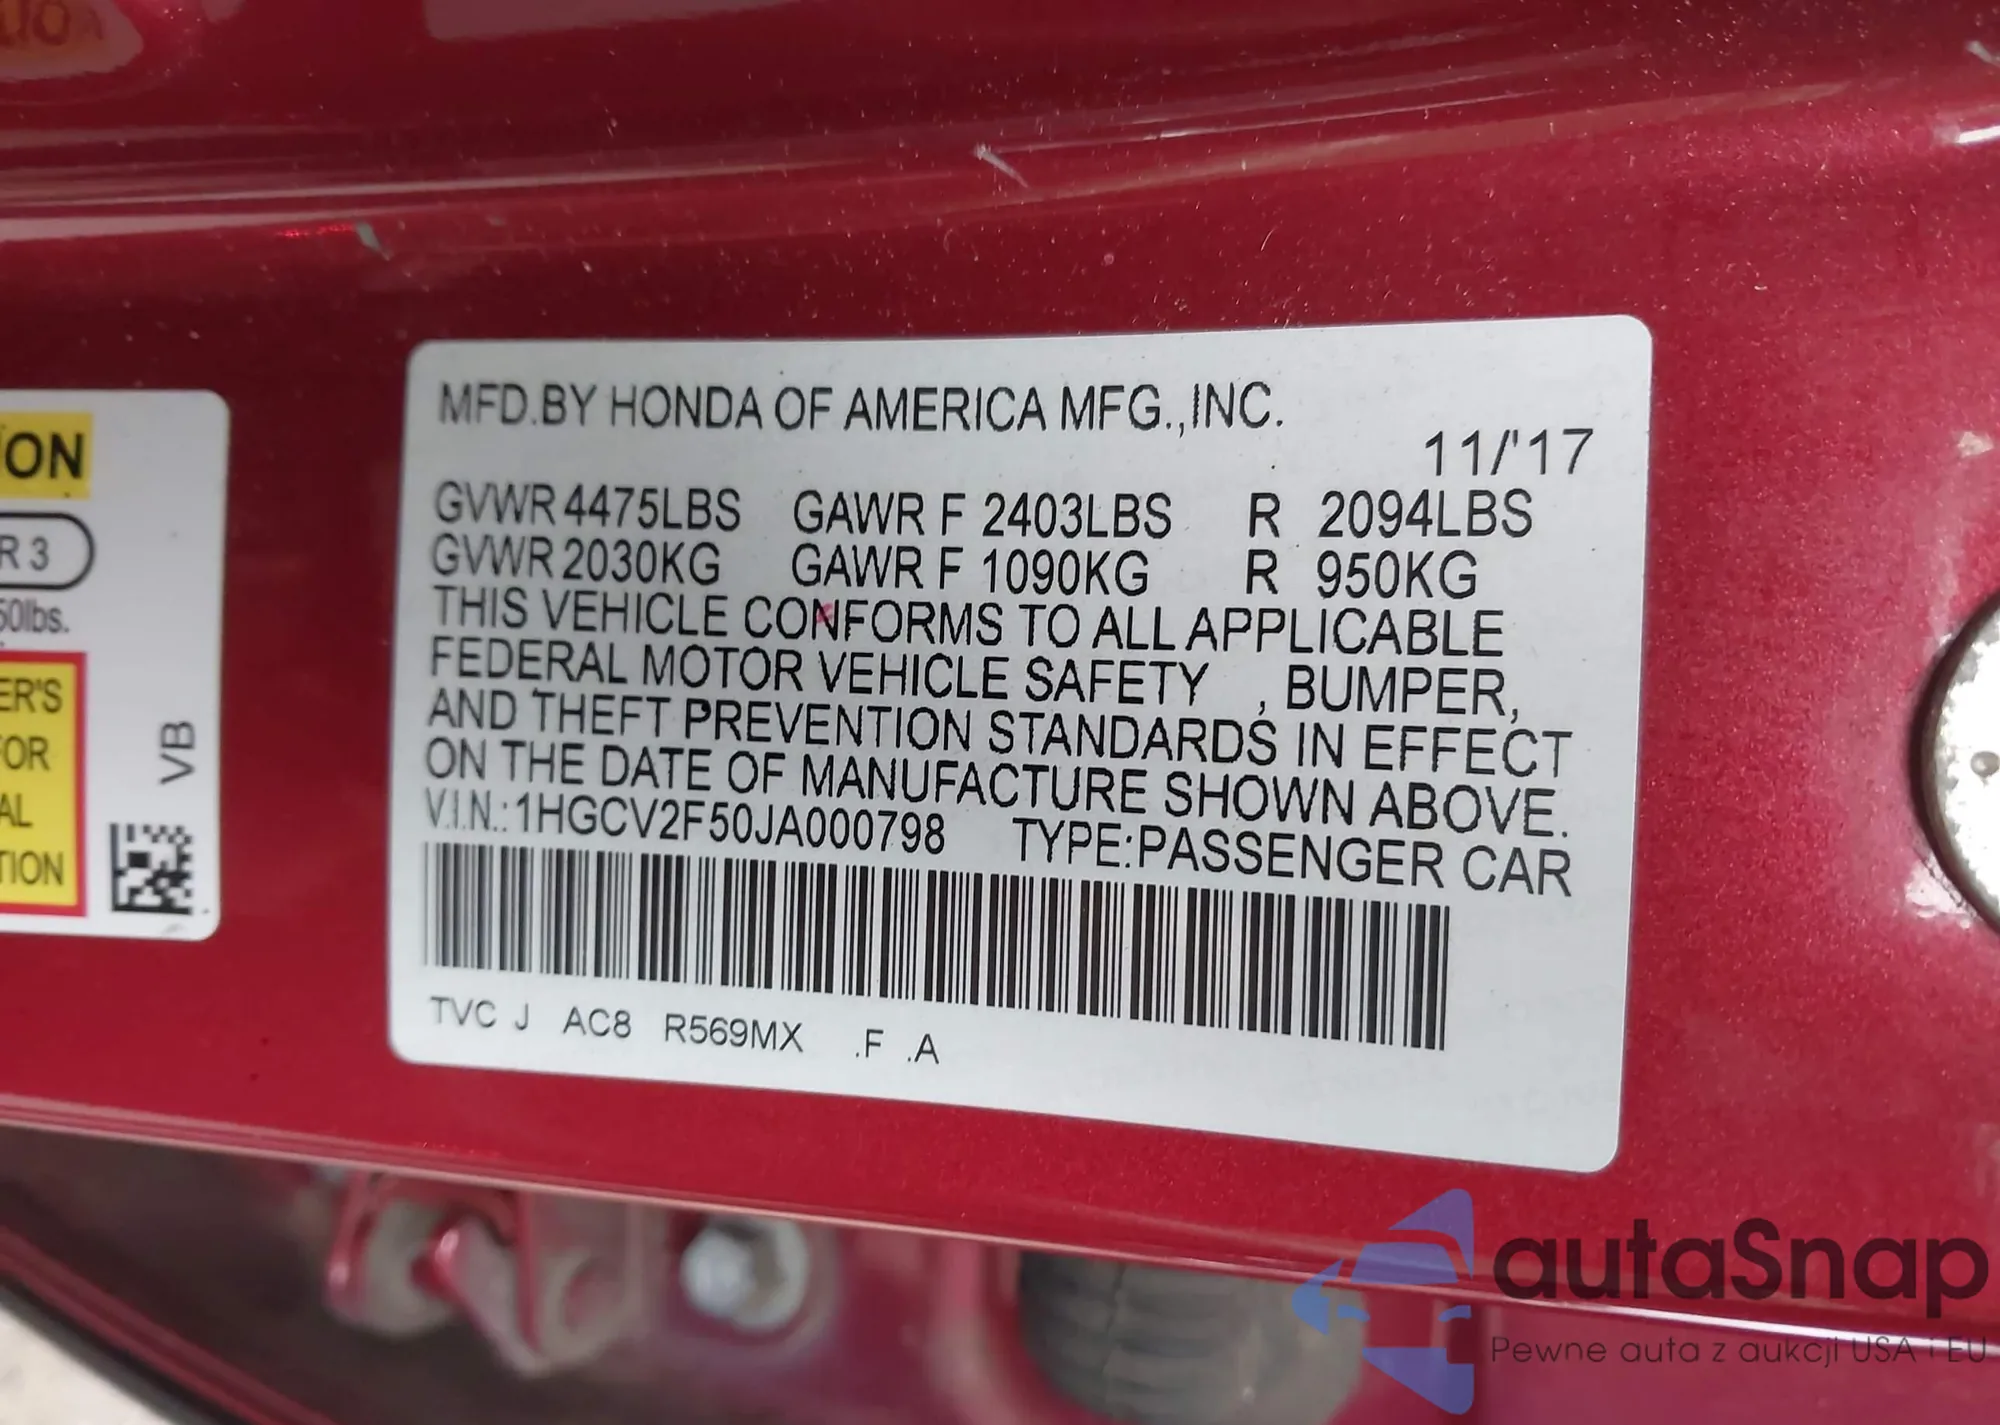 MFD.BY HONDA OF AMERICA MFG.,INC.
11/'17
GVWR 4475LBS GAWR F 2403LBS R 2094LBS
GVWR 2030KG GAWR F 1090KG R 950KG
THIS VEHICLE CONFORMS TO ALL APPLICABLE
FEDERAL MOTOR VEHICLE SAFETY , BUMPER,
AND THEFT PREVENTION STANDARDS IN EFFECT
ON THE DATE OF MANUFACTURE SHOWN ABOVE.
V.I.N.:1HGCV2F50JA000798 TYPE:PASSENGER CAR
TVC J AC8 R569MX .F .A
ON
R 3
50lbs.
ER'S
FOR
AL
TION
VB
autaSnap
Pewne auta z aukcji USA i EU